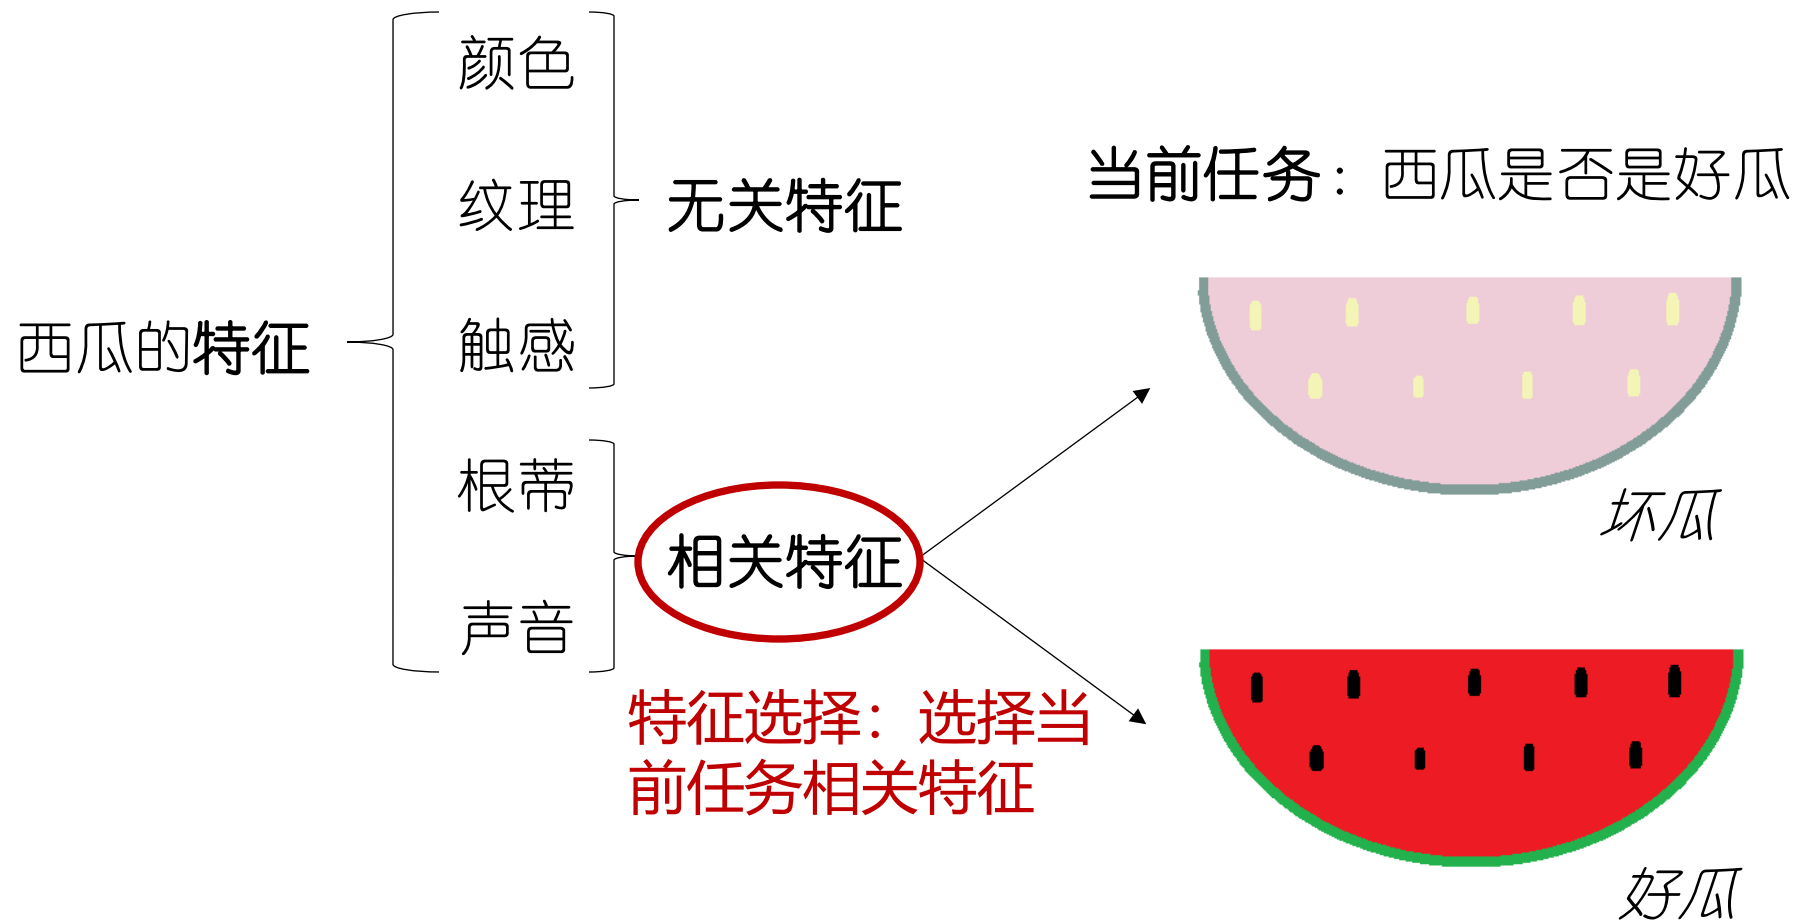 颜色
纹理
无关特征
当前任务：西瓜是否是好瓜
西瓜的特征
触感
根蒂
相关特征
坏瓜
声音
特征选择：选择当
前任务相关特征
好瓜